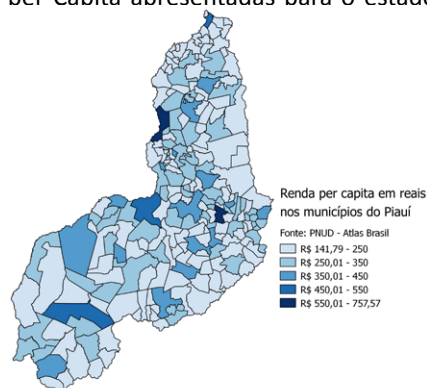 per Capita apresentadas para o estado
Renda per capita em reais
nos municípios do Piauí
Fonte: PNUD - Atlas Brasil
R$ 141,79 - 250
R$ 250,01 - 350
R$ 350,01 - 450
R$ 450,01 - 550
R$ 550,01 - 757,57